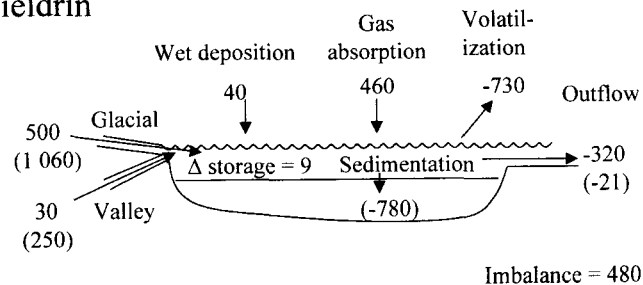 ieldrin
Gas
absorption
Volatil-
ization
Wet deposition
40
460
-730
Outflow
Glacial
500
(1 060)
Δ storage = 9
Sedimentation
-320
(-21)
30
(250)
Valley
(-780)
Imbalance = 480